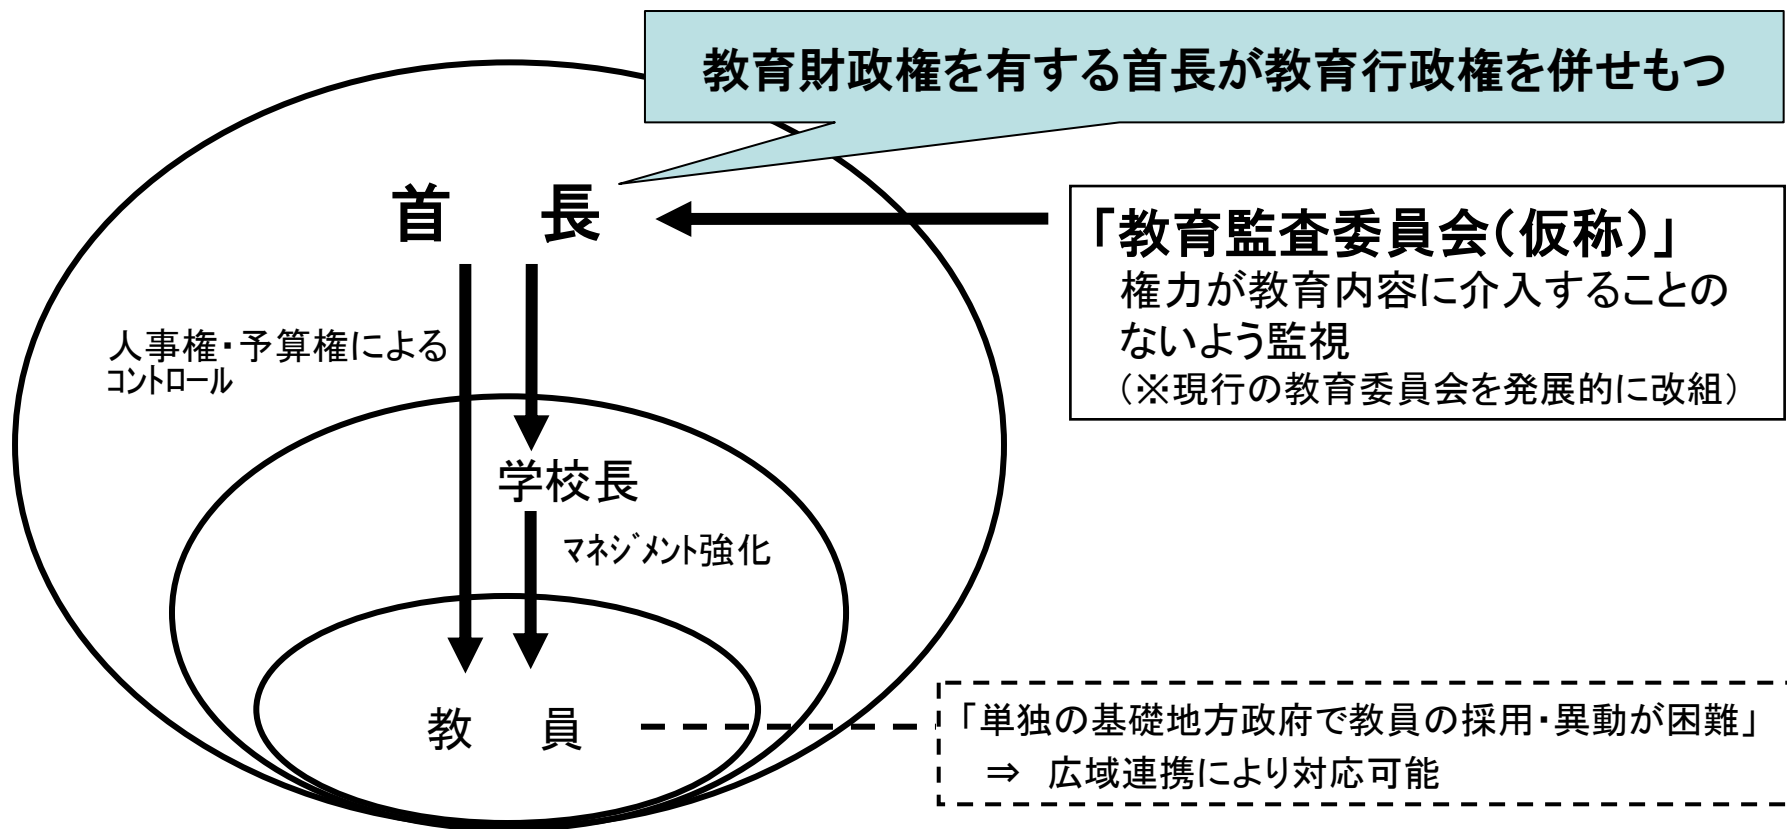 教育財政権を有する首長が教育行政権を併せもつ
首　長
「教育監査委員会(仮称)」
権力が教育内容に介入することの
ないよう監視
(※現行の教育委員会を発展的に改組)
人事権・予算権による
コントロール
学校長
マネジメント強化
教　員
「単独の基礎地方政府で教員の採用・異動が困難」
⇒　広域連携により対応可能